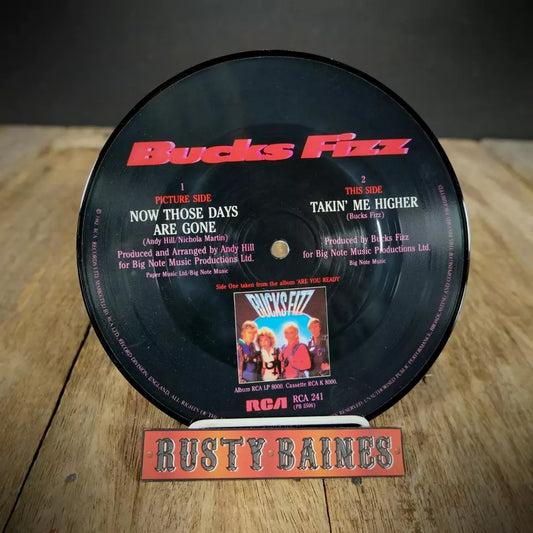 Bucks Fizz
1
PICTURE SIDE
NOW THOSE DAYS
ARE GONE
(Andy Hill/Nichola Martin)
Produced and Arranged by Andy Hill
for Big Note Music Productions Ltd.
Paper Music Ltd/Big Note Music
2
THIS SIDE
TAKIN' ME HIGHER
(Bucks Fizz)
Produced by Bucks Fizz
for Big Note Music Productions Ltd.
Big Note Music
Side One taken from the album 'ARE YOU READY'
BUCKS FIZZ
Album RCA LP 8000. Cassette RCA K 8000.
RCA
RCA 241
(PB 5506)
RUSTY BAINES